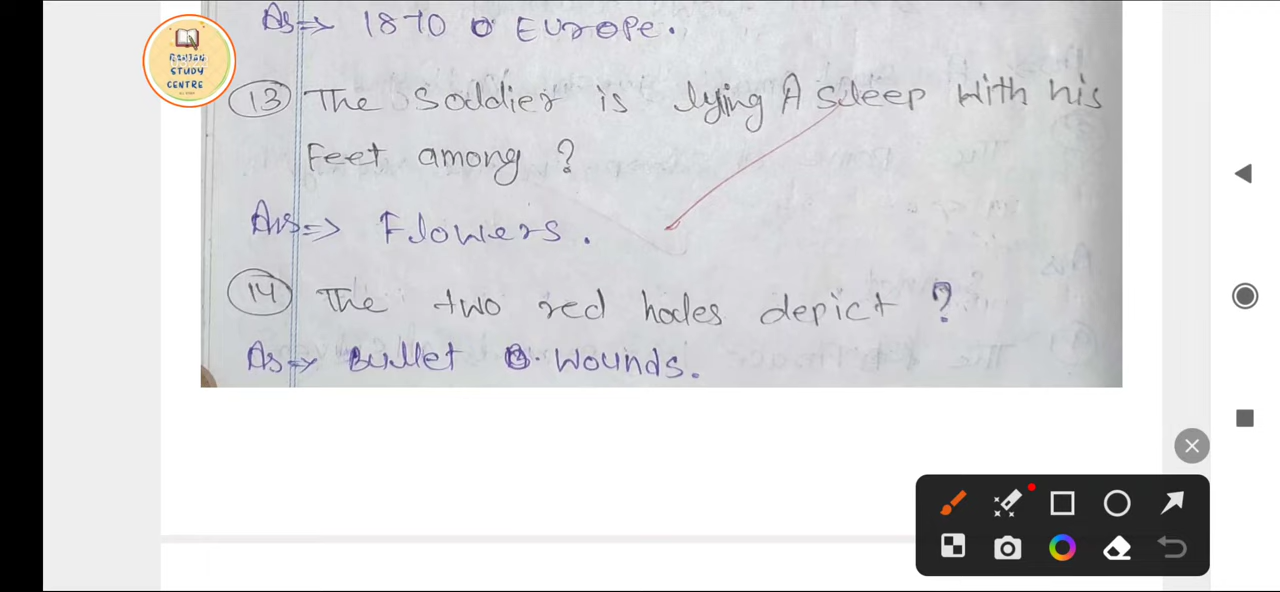 As⇒ 1870 Europe.
RANJAN STUDY CENTRE
13 The Soldier is lying A sleep with his
Feet among ?
Ans⇒ Flowers.
14 The two red holes depict ?
As⇒ Bullet wounds.